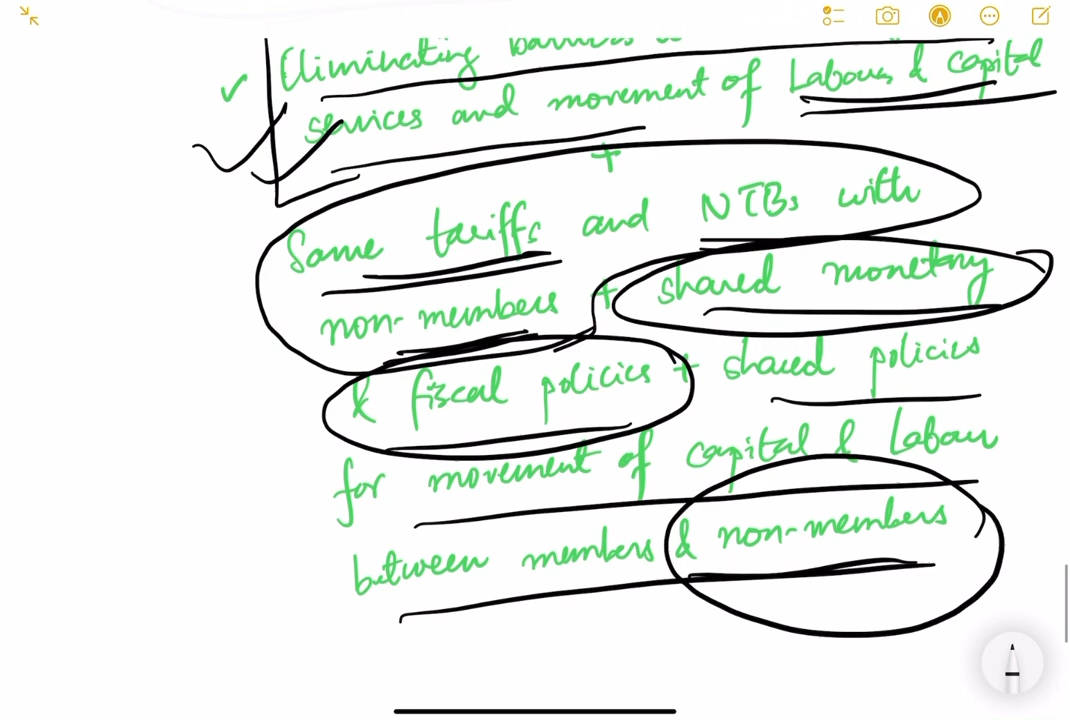 Eliminating barriers
services and movement of Labour & capital
+
Same tariffs and NTBs with
non-members + shared monetary
& fiscal policies + shared policies
for movement of capital & Labour
between members & non-members